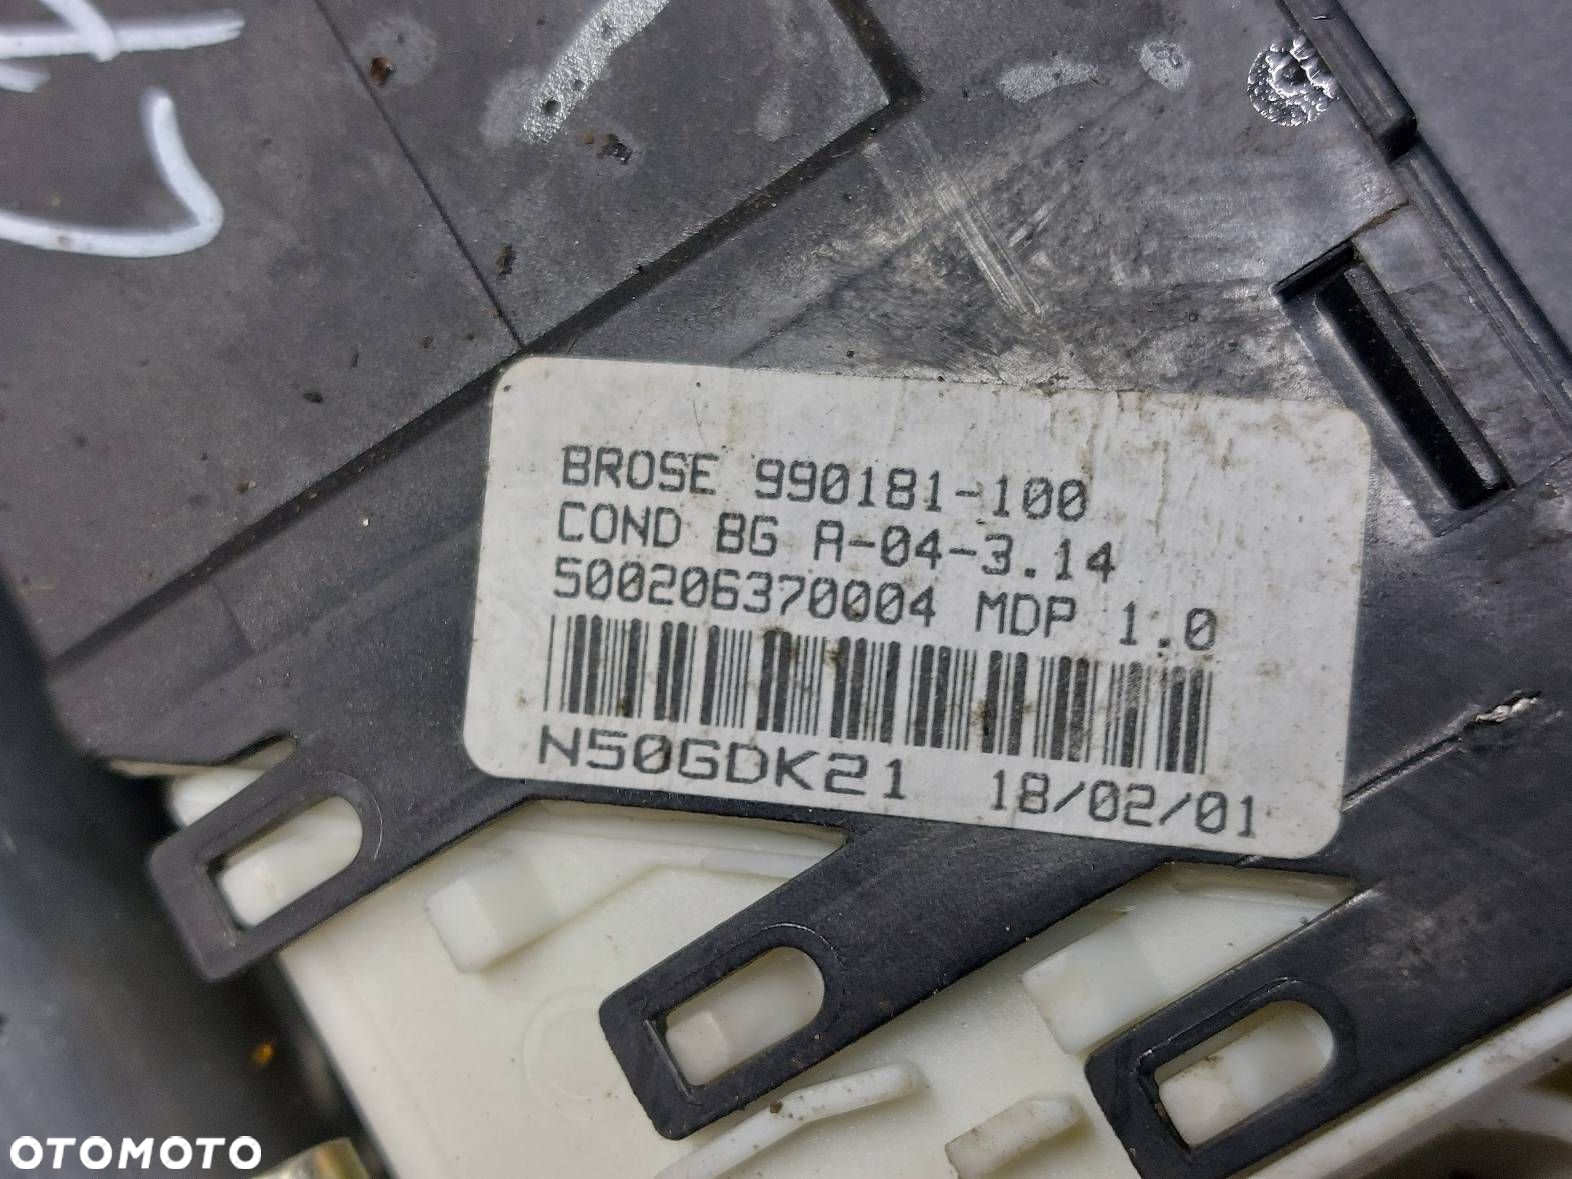 BROSE 990181-100
COND BG A-04-3.14
500206370004 MDP 1.0
N50GDK21 18/02/01
OTOMOTO